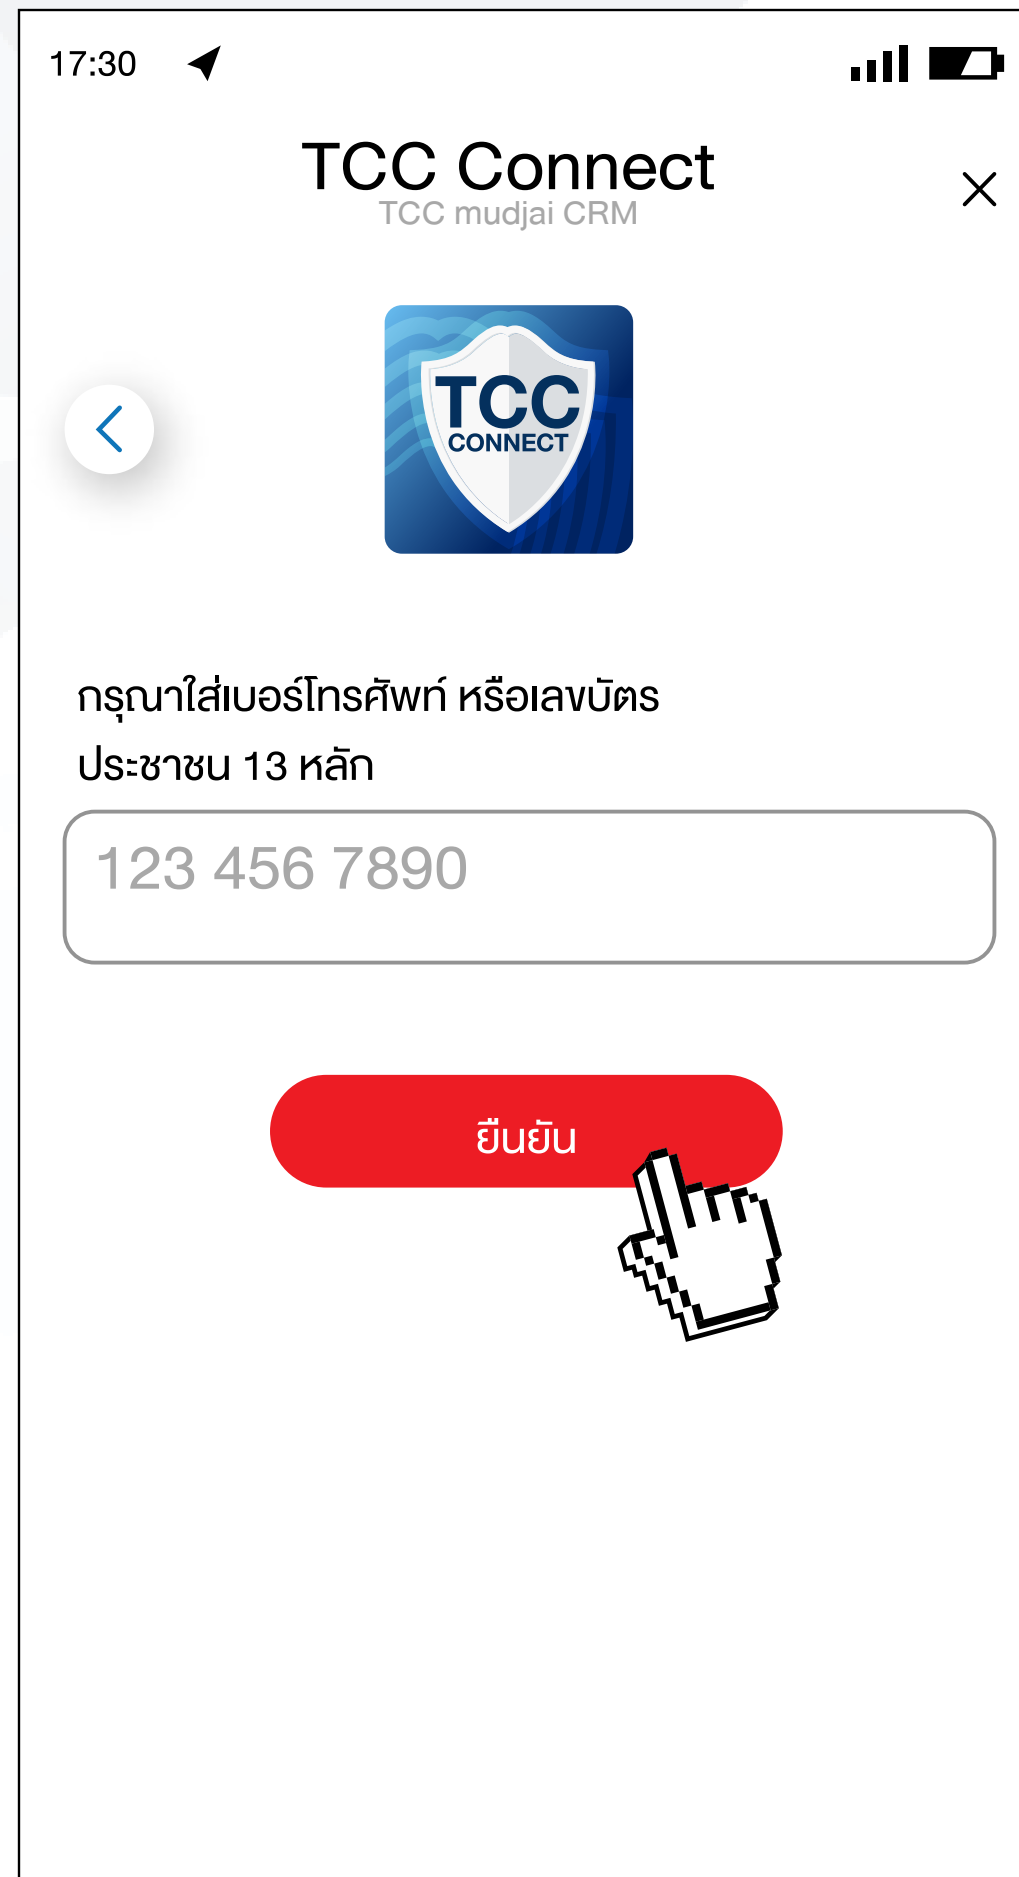 17:30
TCC Connect
TCC mudjai CRM
TCC
CONNECT
กรุณาใส่เบอร์โทรศัพท์ หรือเลขบัตร
ประชาชน 13 หลัก
123 456 7890
ยืนยัน